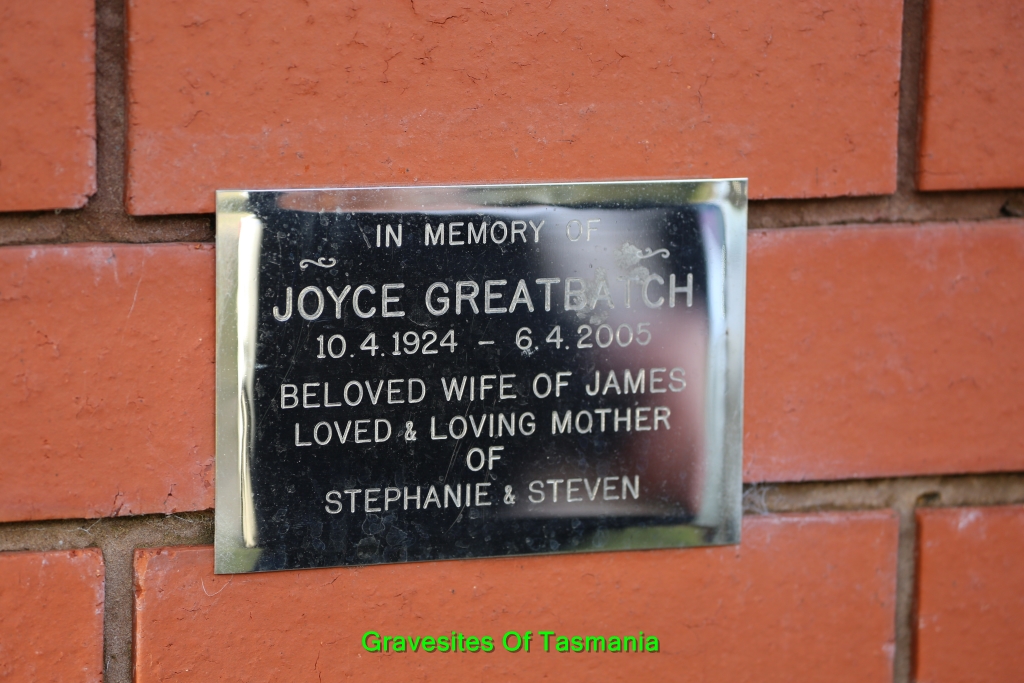 IN MEMORY OF
JOYCE GREATBATCH
10.4.1924 - 6.4.2005
BELOVED WIFE OF JAMES
LOVED & LOVING MOTHER
OF
STEPHANIE & STEVEN
Gravesites Of Tasmania